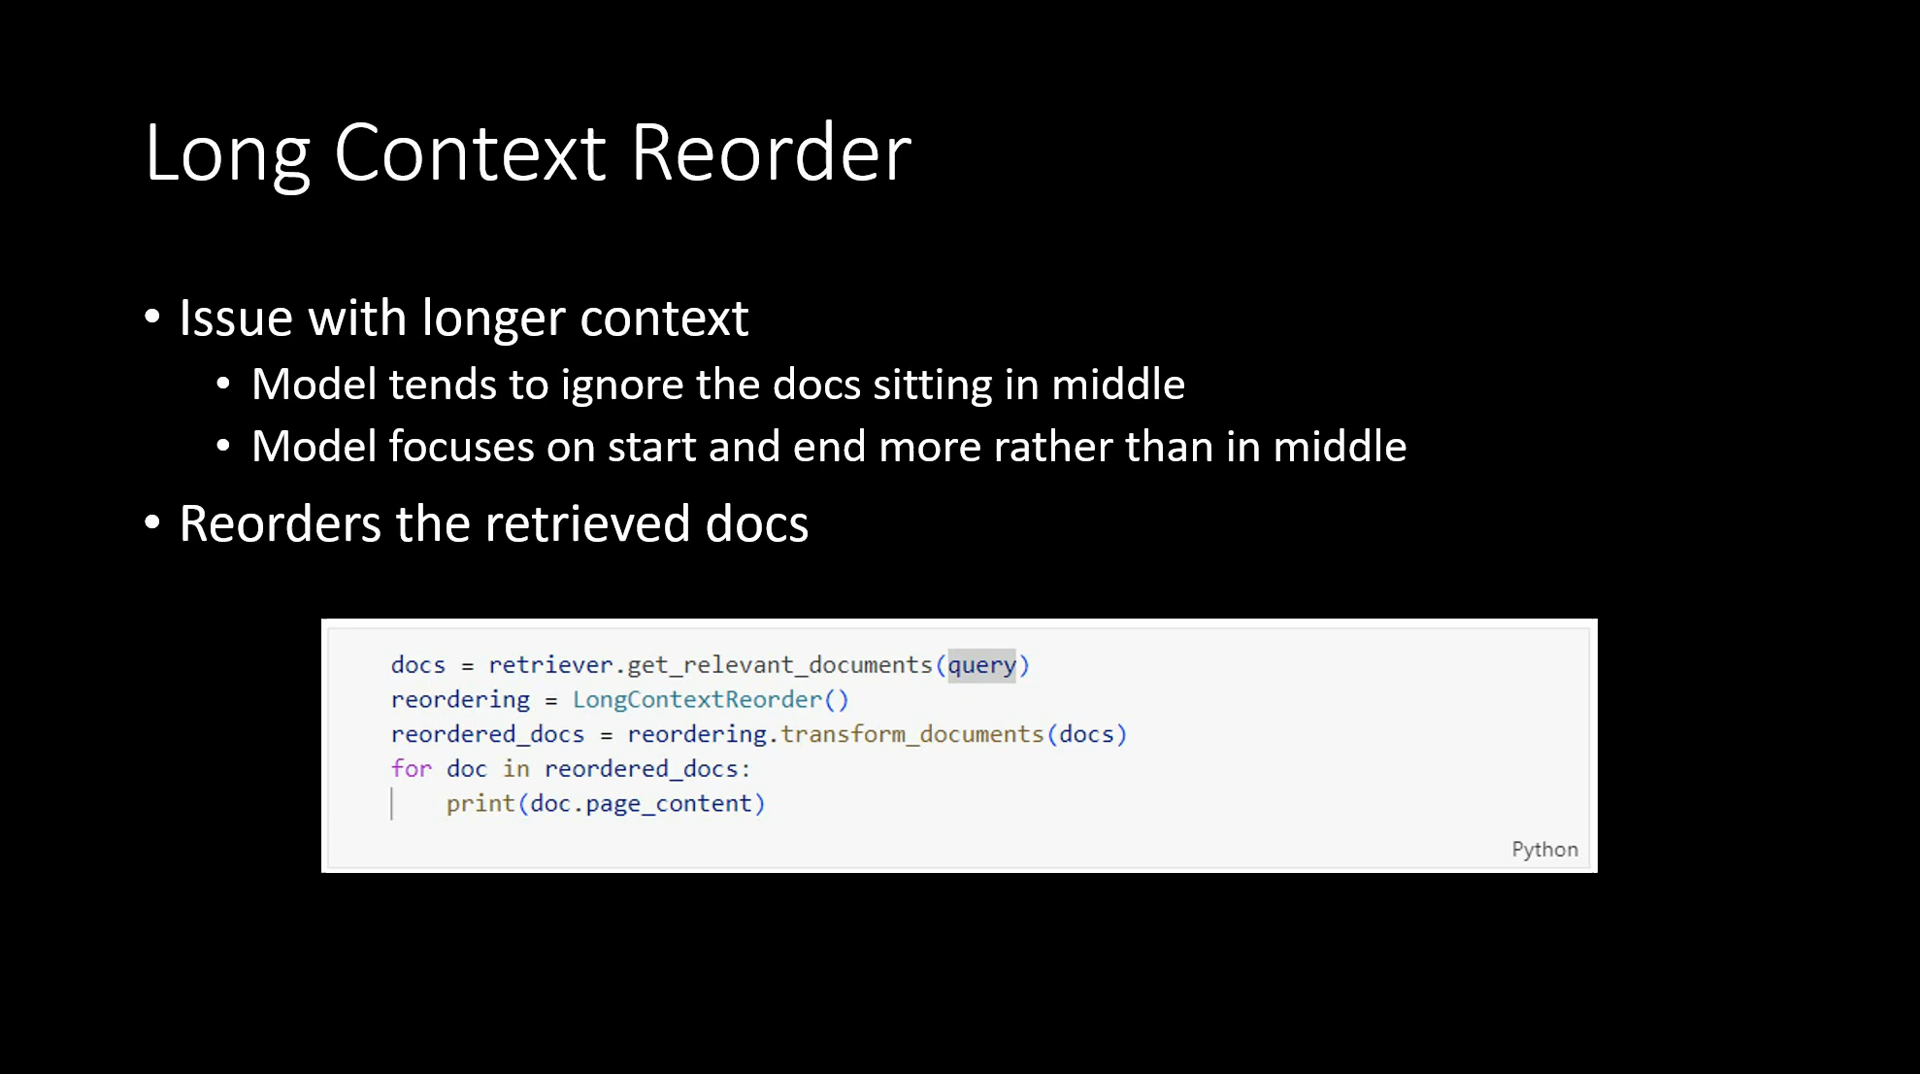 Long Context Reorder
• Issue with longer context
• Model tends to ignore the docs sitting in middle
• Model focuses on start and end more rather than in middle
• Reorders the retrieved docs
docs = retriever.get_relevant_documents(query)
reordering = LongContextReorder()
reordered_docs = reordering.transform_documents(docs)
for doc in reordered_docs:
    print(doc.page_content)
Python